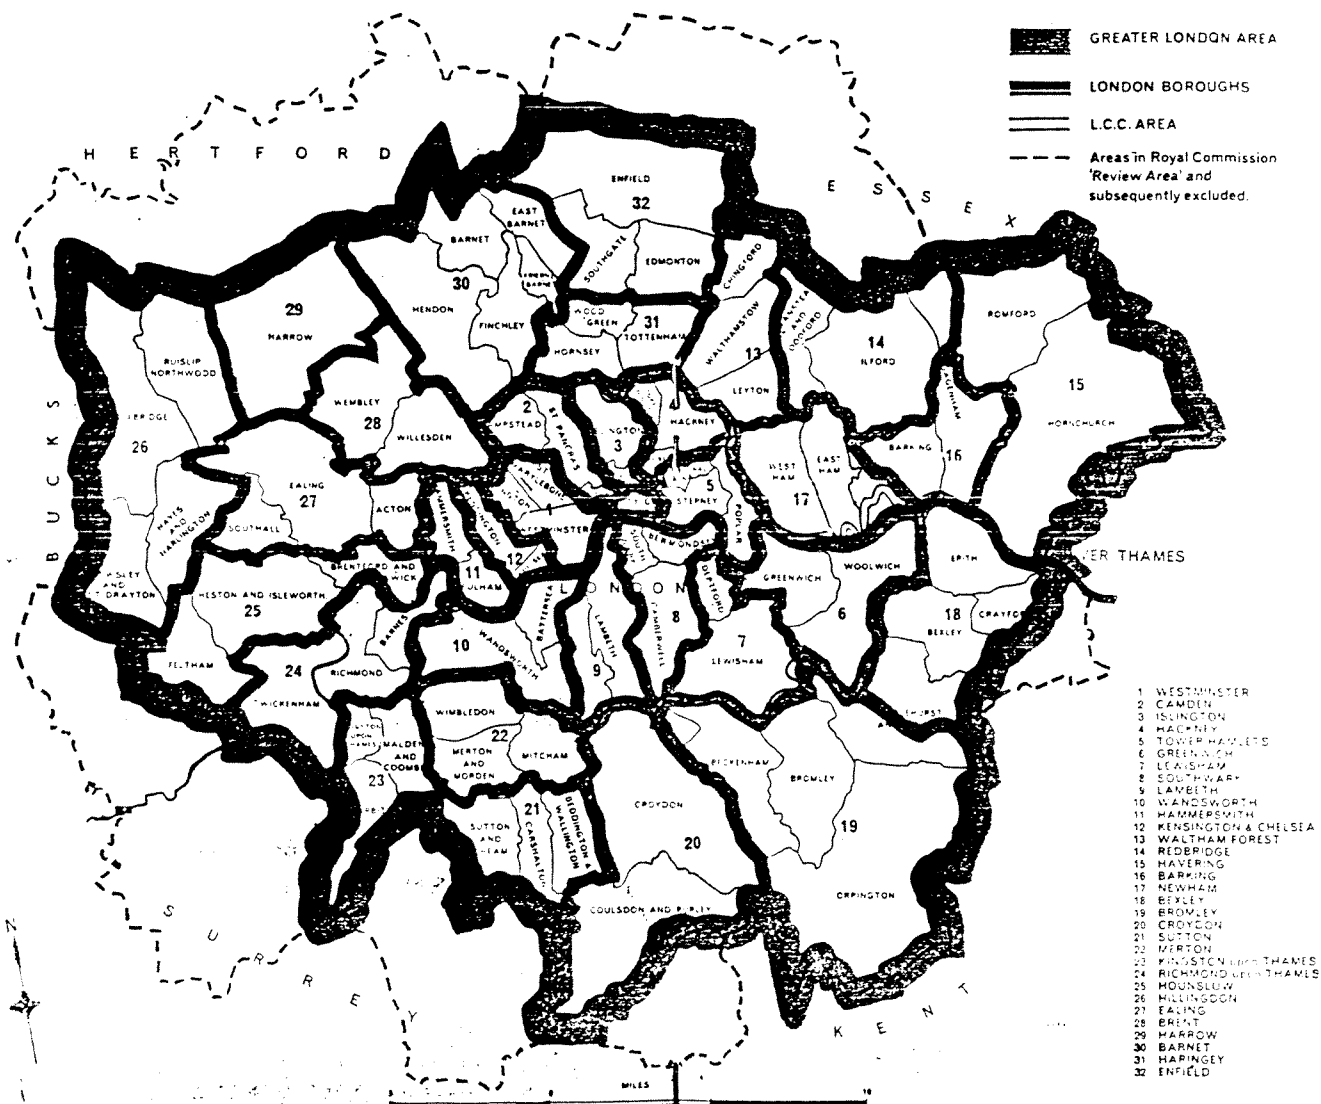 GREATER LONDON AREA
LONDON BOROUGHS
L.C.C. AREA
Areas in Royal Commission
'Review Area' and
subsequently excluded.
HERTFORD
ESSEX
BUCKS
SURREY
KENT
LONDON
THAMES
ENFIELD
32
EAST
BARNET
BARNET
30
HENDON
FINCHLEY
SOUTHGATE
EDMONTON
CHINGFORD
WOOD
GREEN
31
TOTTENHAM
HORNSEY
WALTHAMSTOW
13
LEYTON
14
ILFORD
ROMFORD
15
HORNCHURCH
29
HARROW
RUISLIP
NORTHWOOD
26
HAYES
AND
HARLINGTON
WEMBLEY
28
WILLESDEN
2
ST PANCRAS
3
HACKNEY
BARKING
16
EALING
27
SOUTHALL
ACTON
WEST
HAM
EAST
HAM
17
5
STEPNEY
POPLAR
12
11
BRENTFORD AND
HESTON AND ISLEWORTH
25
FELTHAM
24
RICHMOND
BARNES
10
WANDSWORTH
BATTERSEA
LAMBETH
9
CAMBERWELL
8
DEPTFORD
7
LEWISHAM
GREENWICH
WOOLWICH
6
ERITH
18
BEXLEY
WIMBLEDON
22
MERTON
AND
MORDEN
MITCHAM
MALDEN
AND
COOMBE
23
SUTTON
AND
21
CARSHALTON
BEDDINGTON &
WALLINGTON
CROYDON
20
COULSDON AND PURLEY
BROMLEY
19
ORPINGTON
1 WESTMINSTER
2 CAMDEN
3 ISLINGTON
4 HACKNEY
5 TOWER HAMLETS
6 GREENWICH
7 LEWISHAM
8 SOUTHWARK
9 LAMBETH
10 WANDSWORTH
11 HAMMERSMITH
12 KENSINGTON & CHELSEA
13 WALTHAM FOREST
14 REDBRIDGE
15 HAVERING
16 BARKING
17 NEWHAM
18 BEXLEY
19 BROMLEY
20 CROYDON
21 SUTTON
22 MERTON
23 KINGSTON upon THAMES
24 RICHMOND upon THAMES
25 HOUNSLOW
26 HILLINGDON
27 EALING
28 BRENT
29 HARROW
30 BARNET
31 HARINGEY
32 ENFIELD
N
MILES